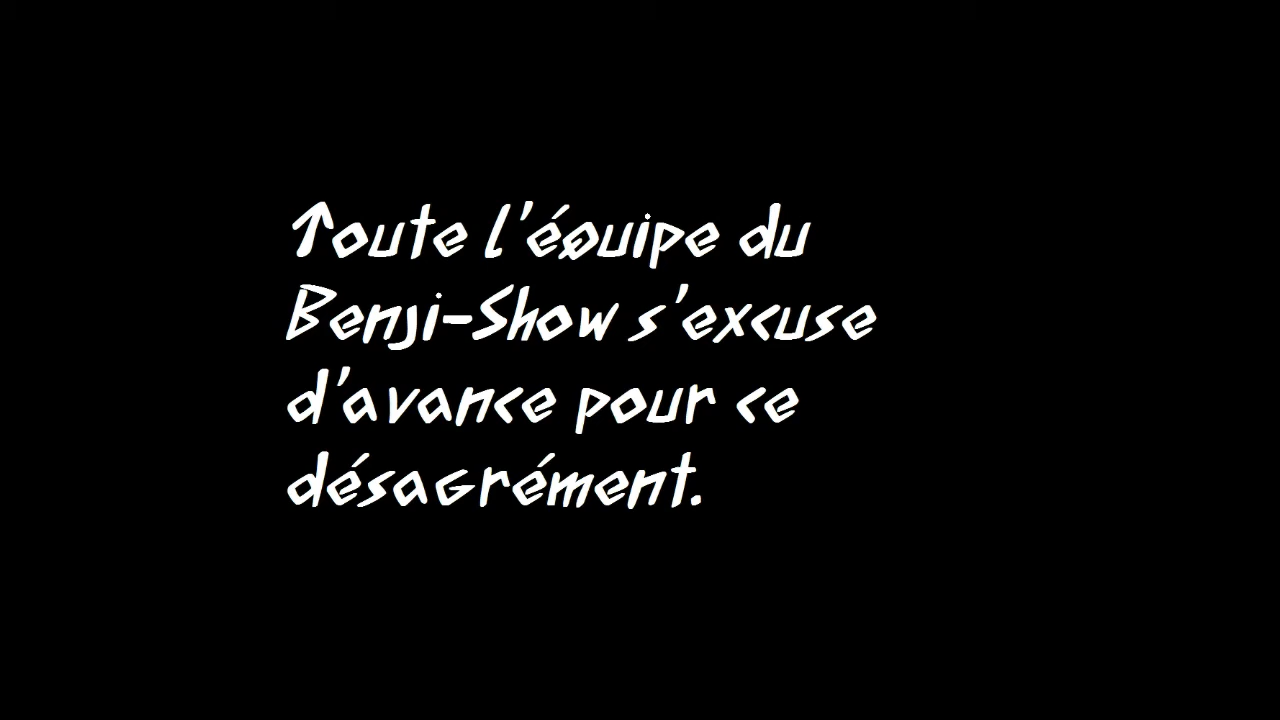 Toute l'équipe du
Benji-Show s'excuse
d'avance pour ce
désagrément.